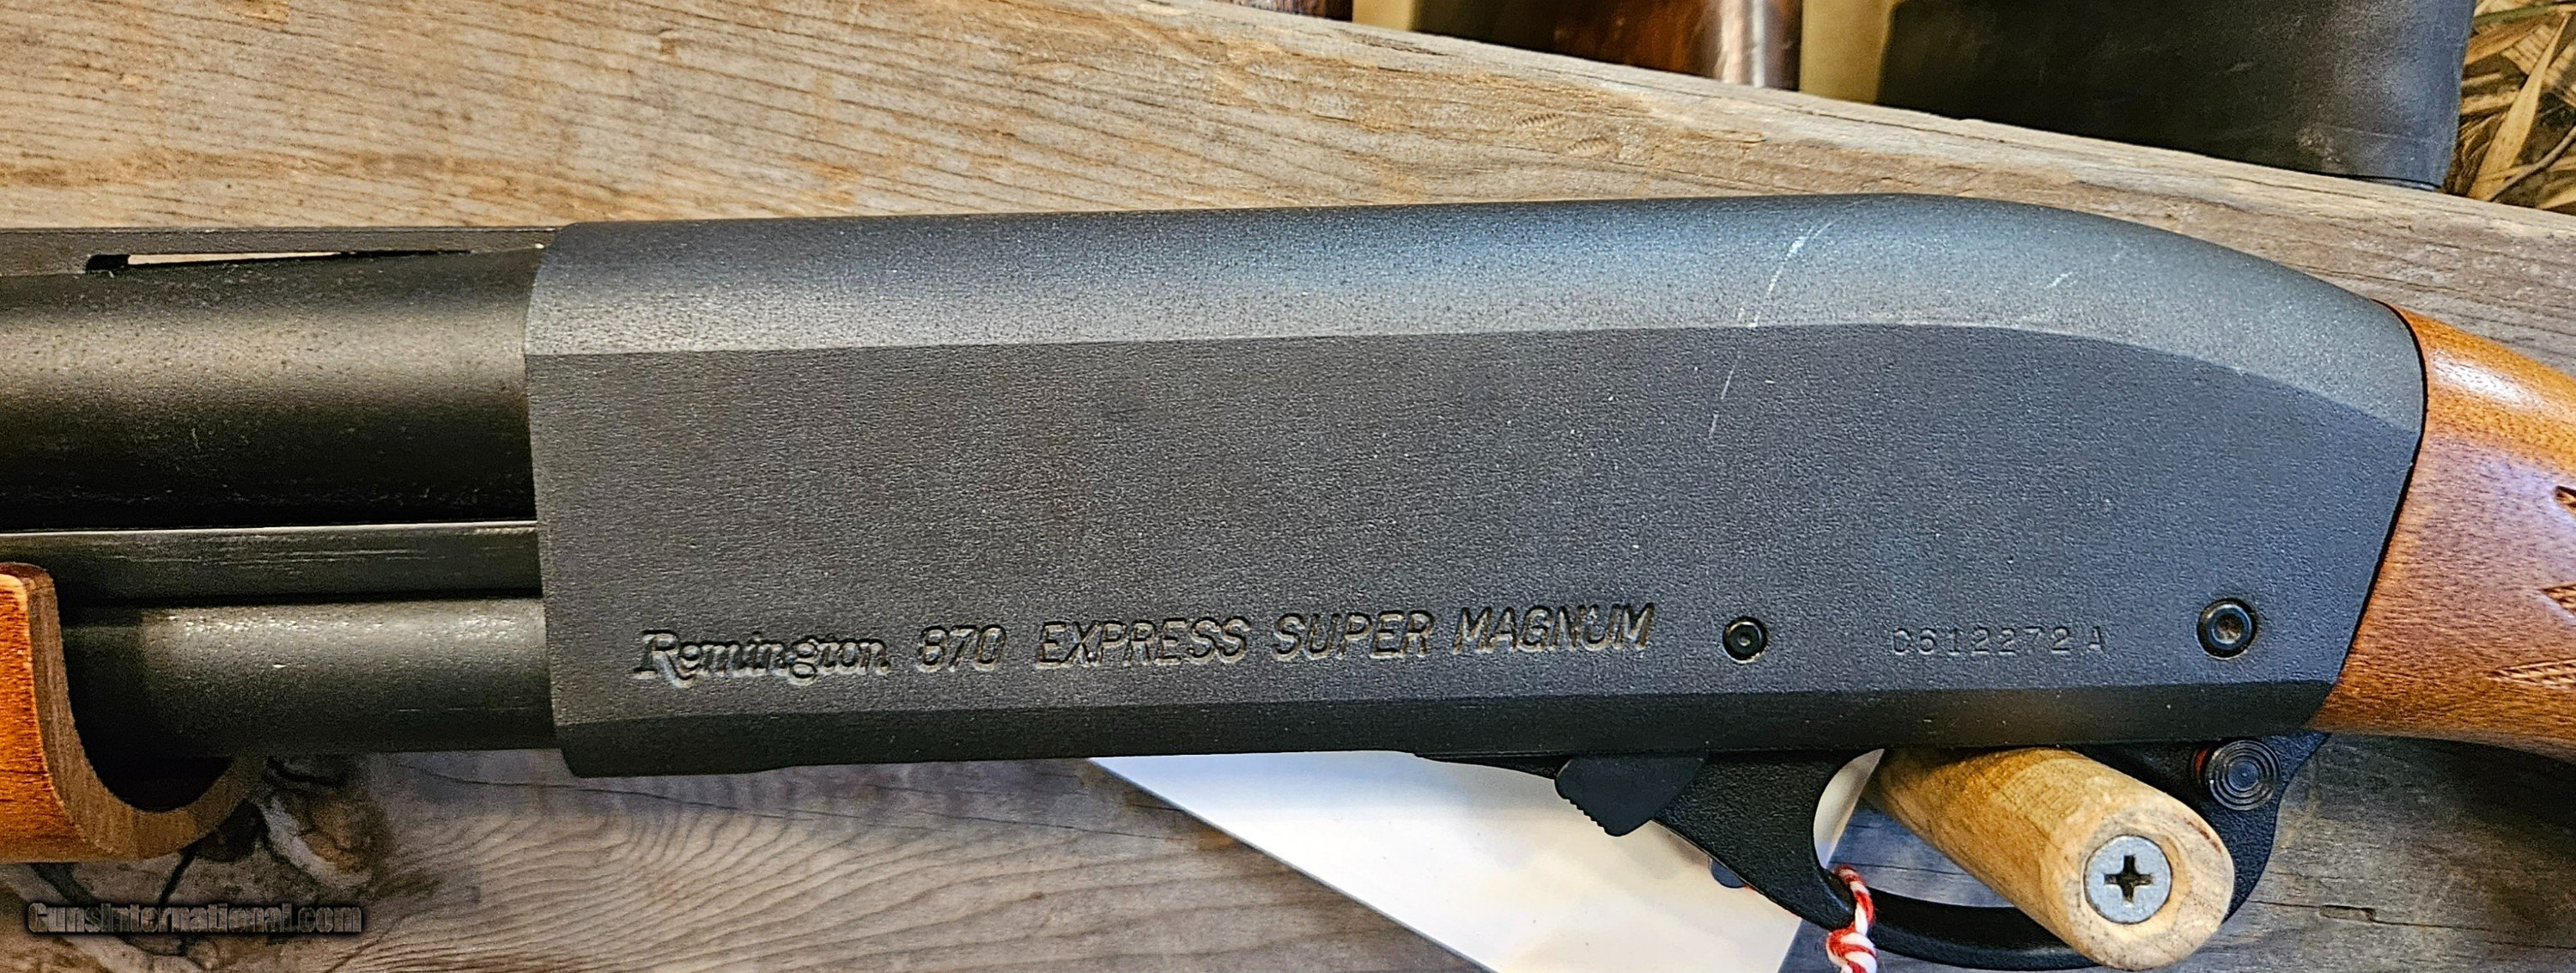 Remington 870 EXPRESS SUPER MAGNUM C612272A
GunsInternational.com